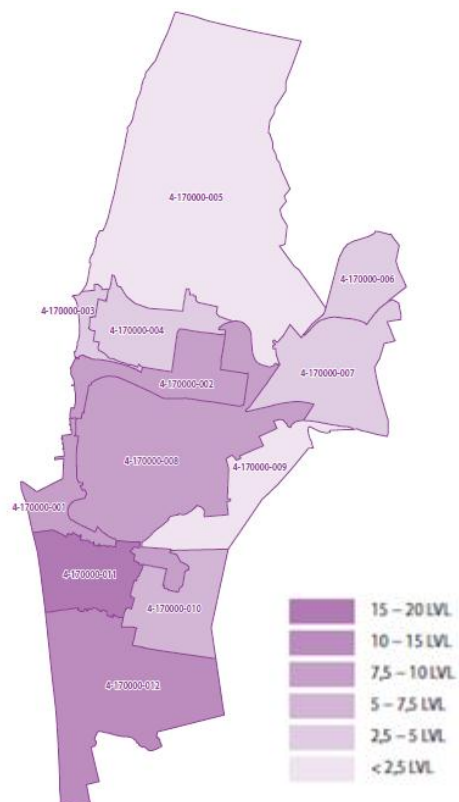 4-170000-005
4-170000-006
4-170000-003
4-170000-004
4-170000-007
4-170000-002
4-170000-008
4-170000-009
4-170000-001
4-170000-011
4-170000-010
4-170000-012
15 – 20 LVL
10 – 15 LVL
7,5 – 10 LVL
5 – 7,5 LVL
2,5 – 5 LVL
< 2,5 LVL